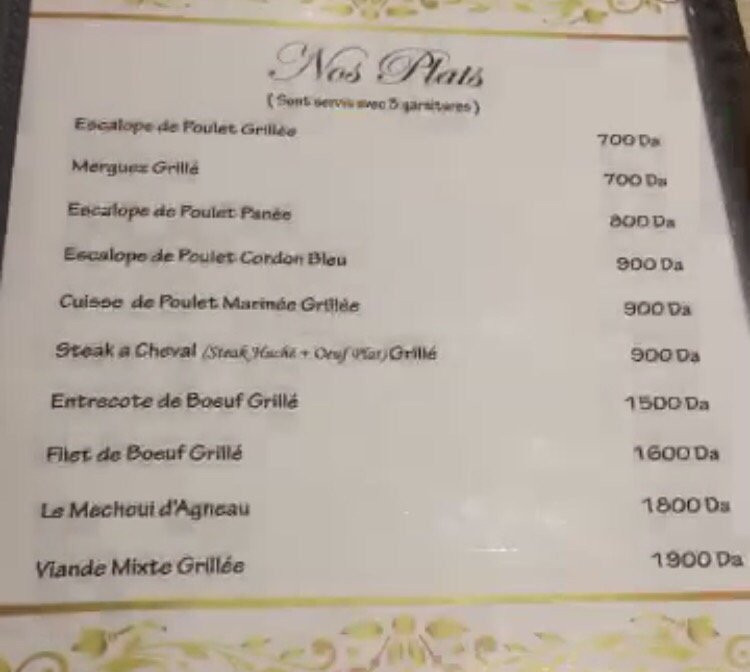 Nos Plats
(Sont servis avec 3 garnitures)
Escalope de Poulet Grillée 700 Da
Merguez Grillé 700 Da
Escalope de Poulet Panée 800 Da
Escalope de Poulet Cordon Bleu 900 Da
Cuisse de Poulet Marinée Grillée 900 Da
Steak a Cheval (Steak Haché + Oeuf Plat) Grillé 900 Da
Entrecote de Boeuf Grillé 1500 Da
Filet de Boeuf Grillé 1600 Da
Le Mechoui d'Agneau 1800 Da
Viande Mixte Grillée 1900 Da